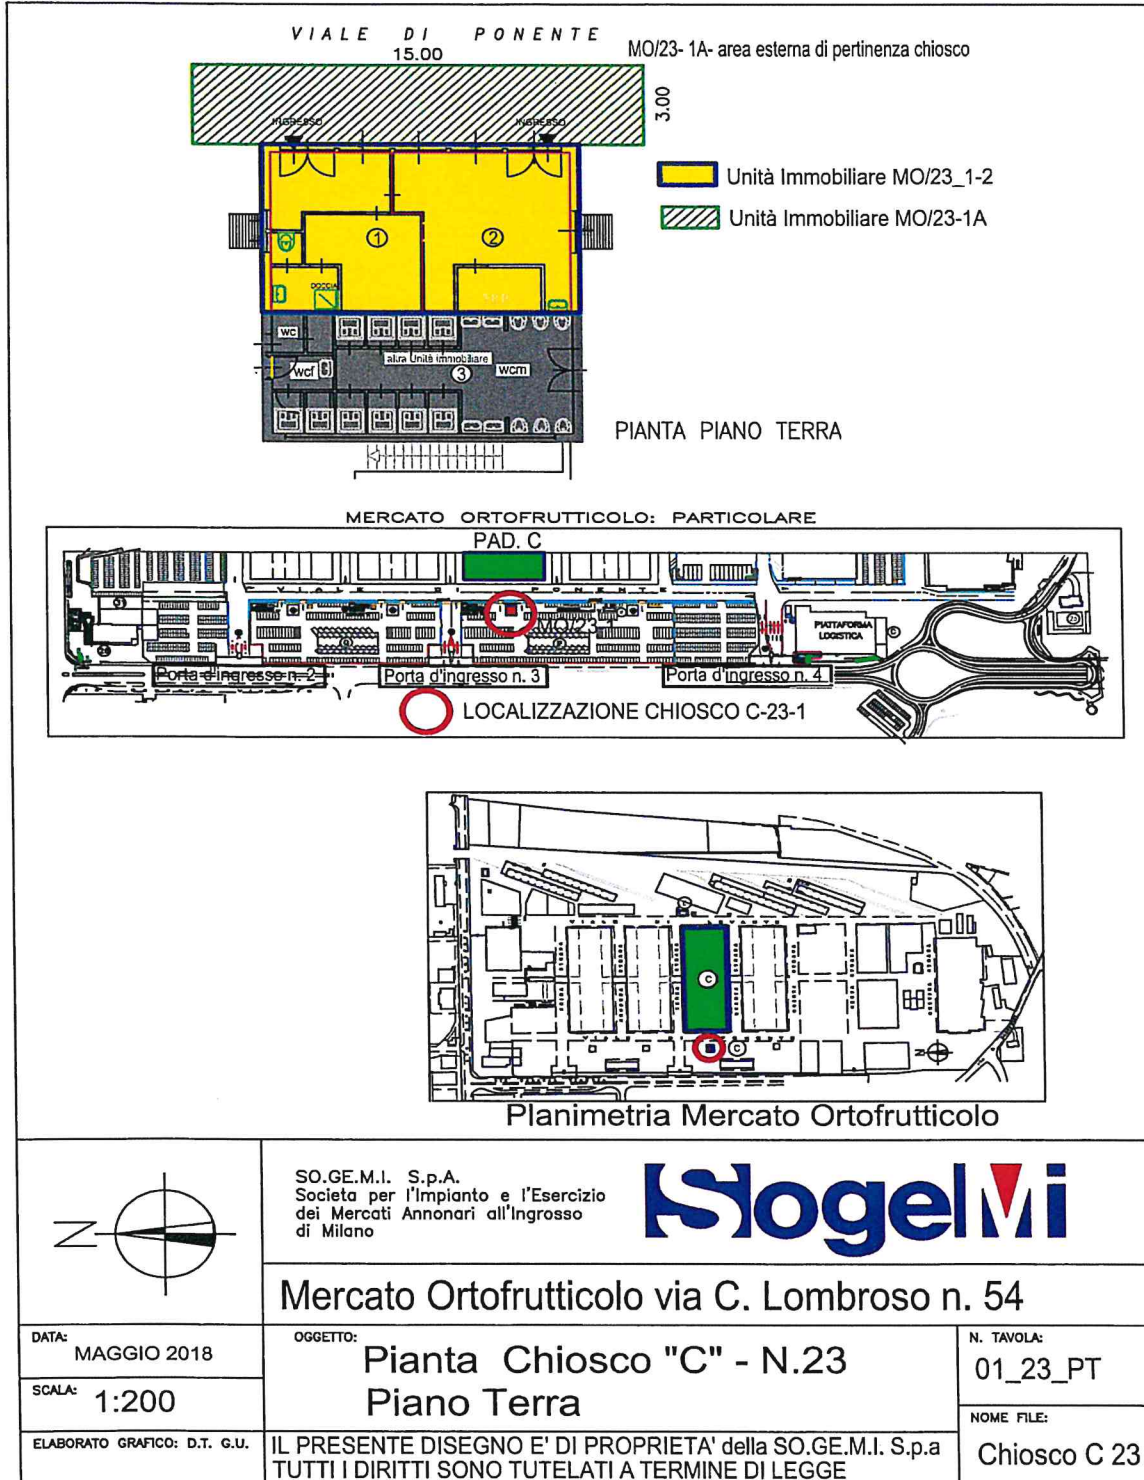 VIALE DI PONENTE
15.00
MO/23- 1A- area esterna di pertinenza chiosco
3.00
INGRESSO
INGRESSO
Unità Immobiliare MO/23_1-2
Unità Immobiliare MO/23-1A
1
2
DOCCIA
wc
altra Unità immobiliare
wcf
3
wcm
PIANTA PIANO TERRA
MERCATO ORTOFRUTTICOLO: PARTICOLARE
PAD. C
VIALE DI PONENTE
MO/23-1
PIATTAFORMA
LOGISTICA
Porta d'ingresso n. 2
Porta d'ingresso n. 3
Porta d'ingresso n. 4
LOCALIZZAZIONE CHIOSCO C-23-1
C
C
N
Planimetria Mercato Ortofrutticolo
N
SO.GE.M.I. S.p.A.
Societa per l'Impianto e l'Esercizio
dei Mercati Annonari all'Ingrosso
di Milano
SogeMi
Mercato Ortofrutticolo via C. Lombroso n. 54
DATA:
MAGGIO 2018
OGGETTO:
Pianta Chiosco "C" - N.23
Piano Terra
N. TAVOLA:
01_23_PT
SCALA: 1:200
NOME FILE:
Chiosco C 23
ELABORATO GRAFICO: D.T. G.U.
IL PRESENTE DISEGNO E' DI PROPRIETA' della SO.GE.M.I. S.p.a
TUTTI I DIRITTI SONO TUTELATI A TERMINE DI LEGGE